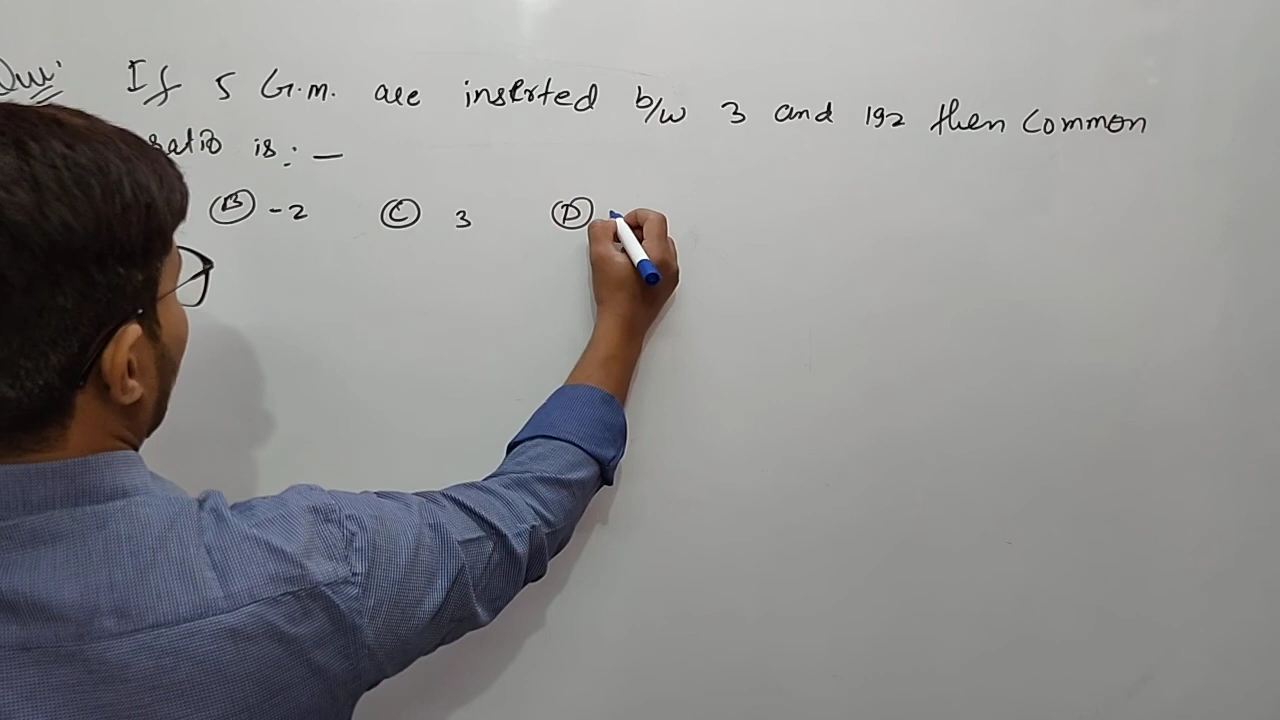 Que: If 5 G.m. are inserted b/w 3 and 192 then common
ratio is : —
(B) -2 (C) 3 (D)